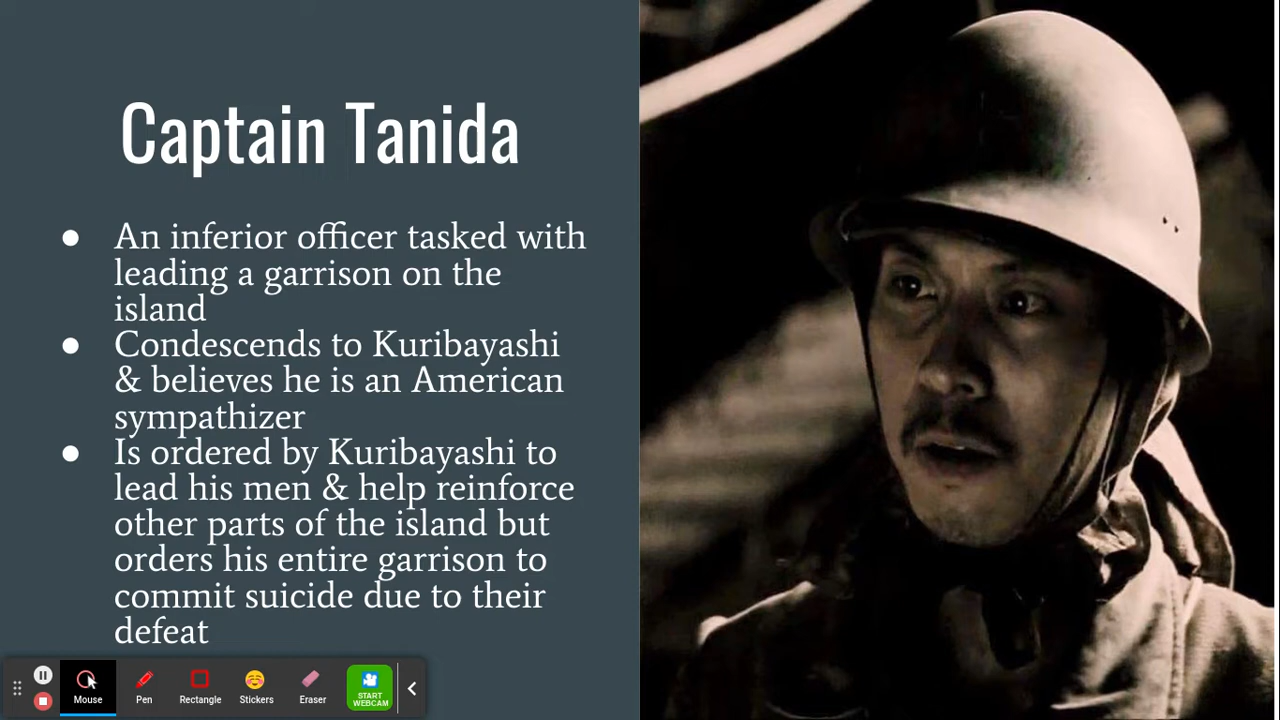 Captain Tanida
● An inferior officer tasked with
leading a garrison on the
island
● Condescends to Kuribayashi
& believes he is an American
sympathizer
● Is ordered by Kuribayashi to
lead his men & help reinforce
other parts of the island but
orders his entire garrison to
commit suicide due to their
defeat
Mouse
Pen
Rectangle
Stickers
Eraser
START
WEBCAM